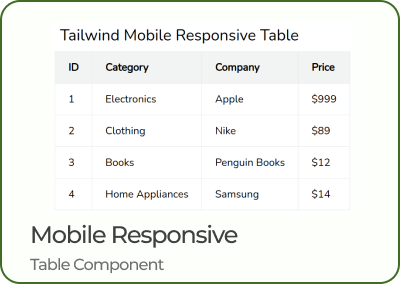 Tailwind Mobile Responsive Table
ID Category Company Price
1 Electronics Apple $999
2 Clothing Nike $89
3 Books Penguin Books $12
4 Home Appliances Samsung $14
Mobile Responsive
Table Component